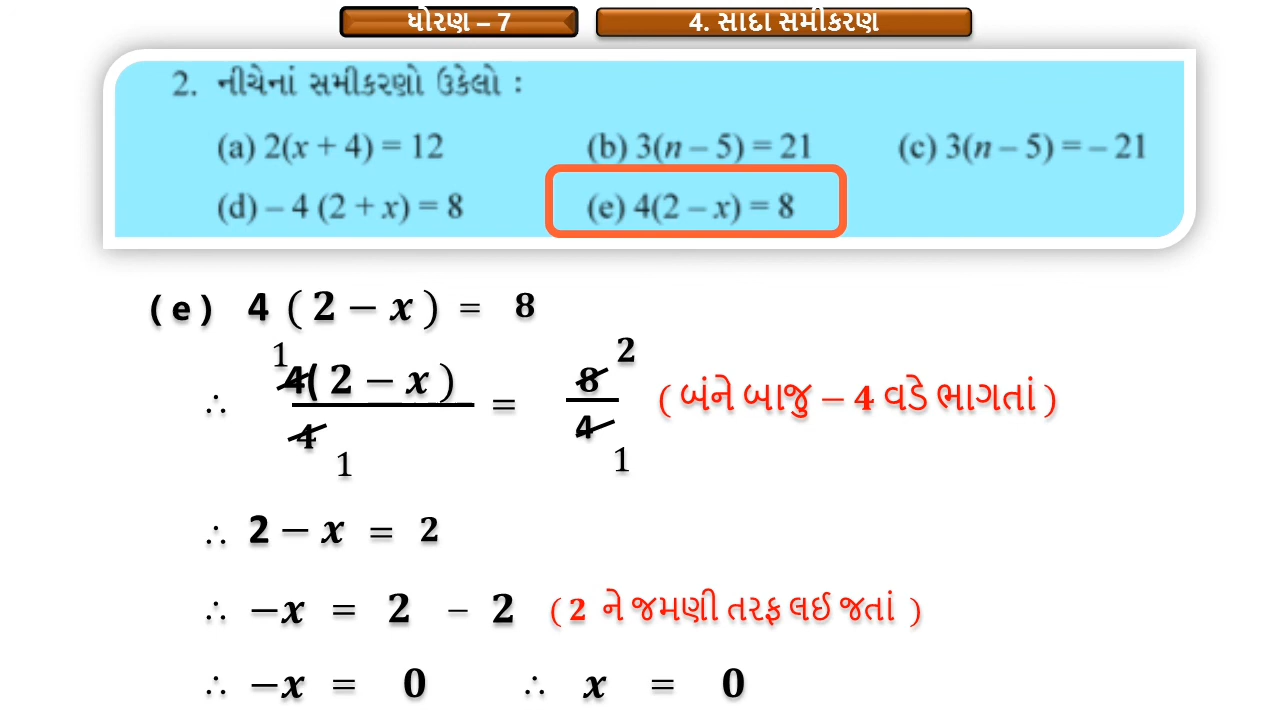 ધોરણ – 7
4. સાદા સમીકરણ
2. નીચેનાં સમીકરણો ઉકેલો :
(a) 2(x + 4) = 12 (b) 3(n – 5) = 21 (c) 3(n – 5) = – 21
(d) – 4 (2 + x) = 8 (e) 4(2 – x) = 8
( e ) 4 ( 2 − x ) = 8
1 2
4( 2 − x ) 8
∴ = ( બંને બાજુ – 4 વડે ભાગતાં )
4 4
1 1
∴ 2 − x = 2
∴ −x = 2 − 2 ( 2 ને જમણી તરફ લઈ જતાં )
∴ −x = 0 ∴ x = 0